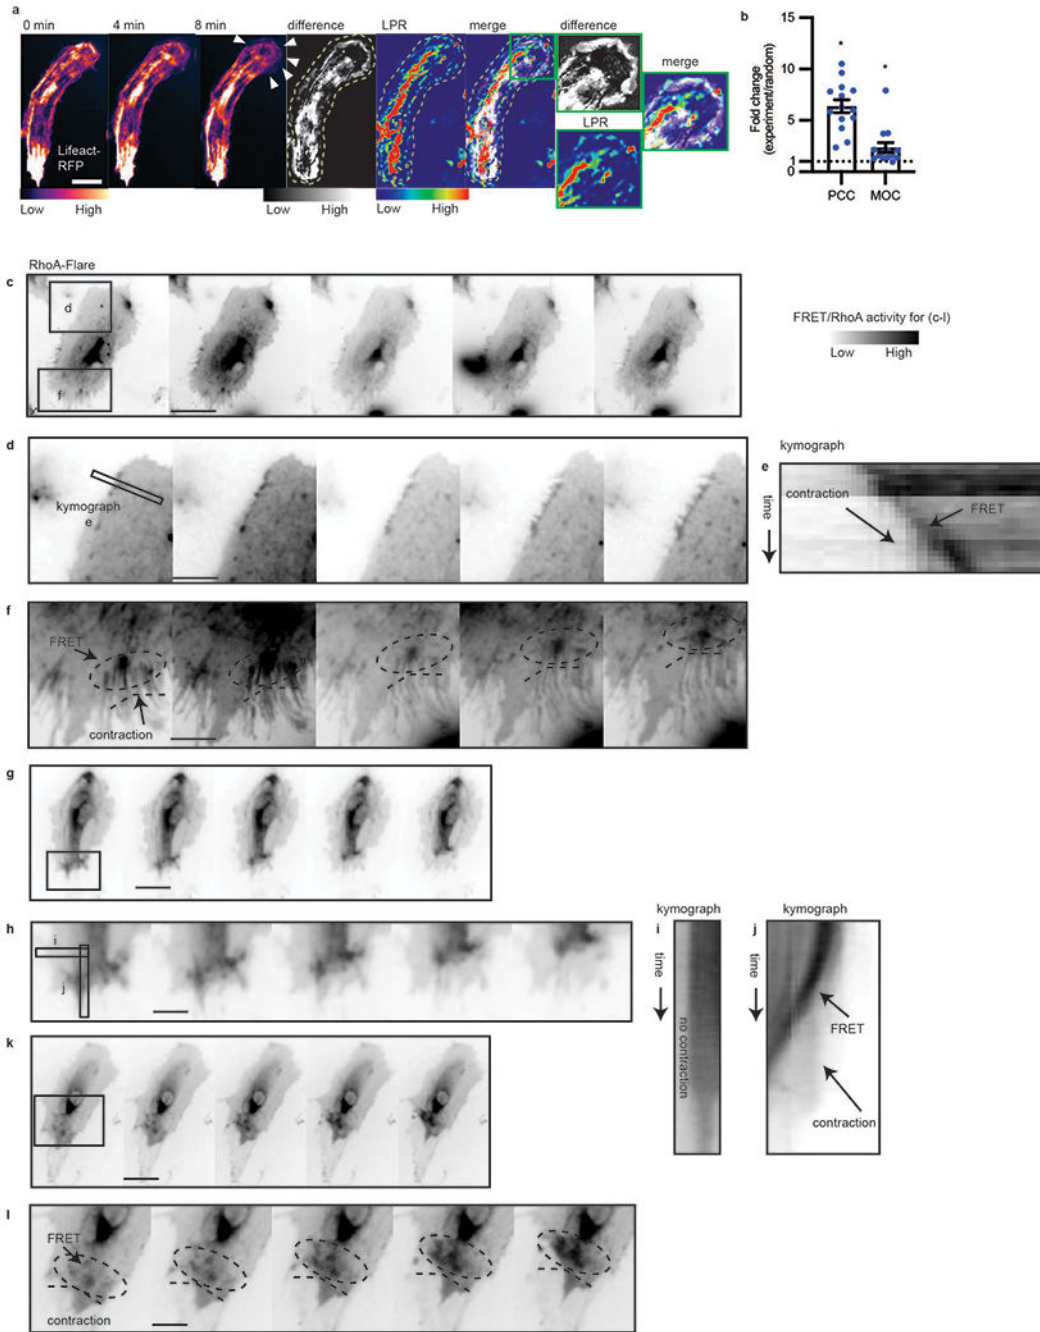 a
0 min 4 min 8 min difference LPR merge difference
Lifeact-
RFP
merge
LPR
Low High Low High
b
Fold change
(experiment/random)
15
10
5
1
0
*
*
PCC MOC
RhoA-Flare
c
d
f
FRET/RhoA activity for (c-l)
Low High
d
kymograph
e
kymograph
e
time
contraction
FRET
f
FRET
contraction
g
h
i
j
kymograph
i
time
no contraction
kymograph
j
time
FRET
contraction
k
l
FRET
contraction